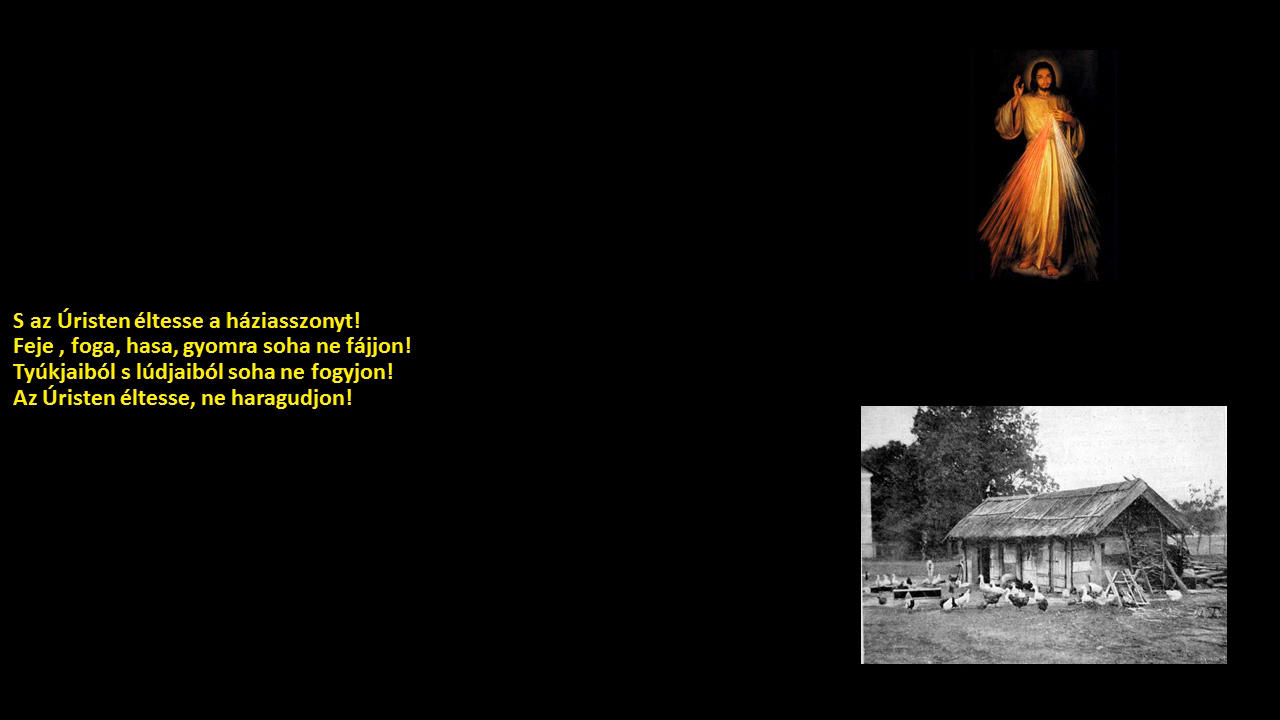 S az Úristen éltesse a háziasszonyt!
Feje , foga, hasa, gyomra soha ne fájjon!
Tyúkjaiból s lúdjaiból soha ne fogyjon!
Az Úristen éltesse, ne haragudjon!